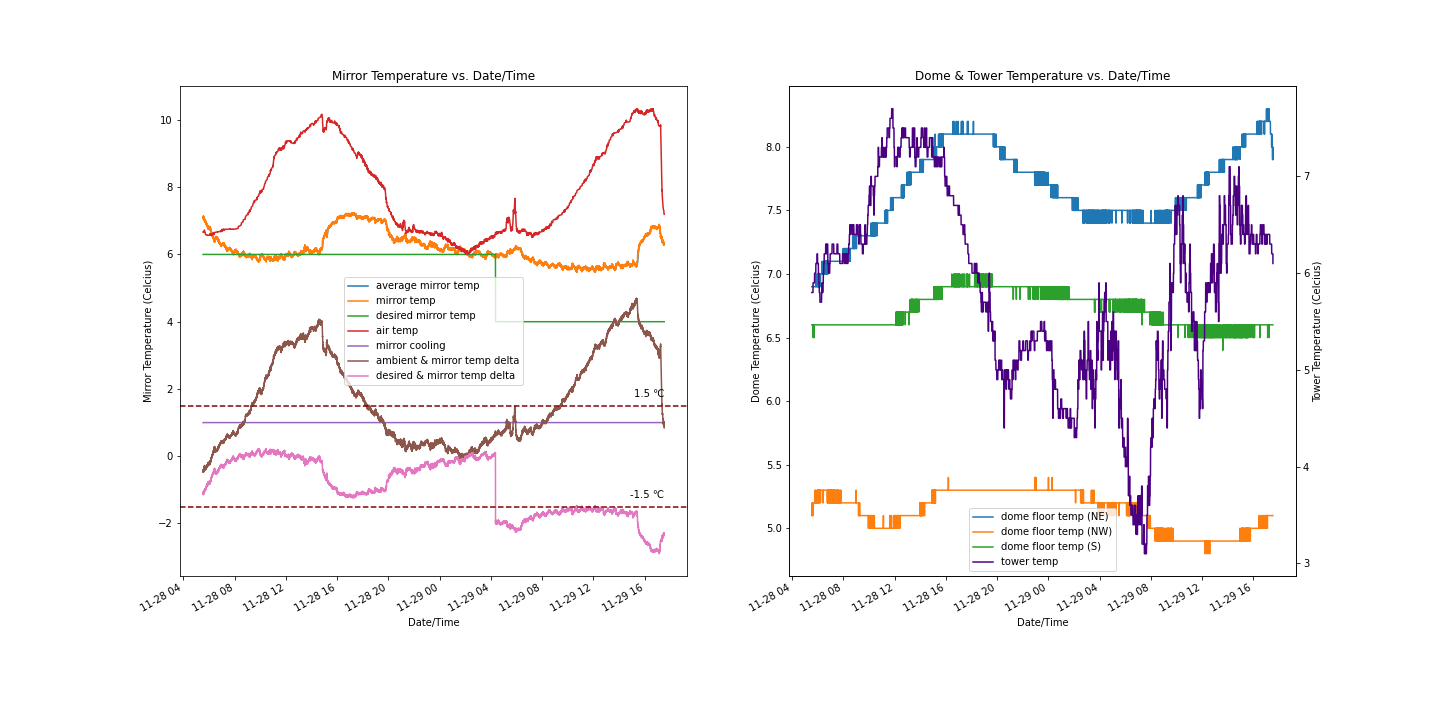 Mirror Temperature vs. Date/Time
Mirror Temperature (Celcius)
10
8
6
4
2
0
−2
average mirror temp
mirror temp
desired mirror temp
air temp
mirror cooling
ambient & mirror temp delta
desired & mirror temp delta
1.5 °C
-1.5 °C
11-28 04
11-28 08
11-28 12
11-28 16
11-28 20
11-29 00
11-29 04
11-29 08
11-29 12
11-29 16
Date/Time
Dome & Tower Temperature vs. Date/Time
Dome Temperature (Celcius)
8.0
7.5
7.0
6.5
6.0
5.5
5.0
dome floor temp (NE)
dome floor temp (NW)
dome floor temp (S)
tower temp
7
6
5
4
3
Tower Temperature (Celcius)
11-28 04
11-28 08
11-28 12
11-28 16
11-28 20
11-29 00
11-29 04
11-29 08
11-29 12
11-29 16
Date/Time